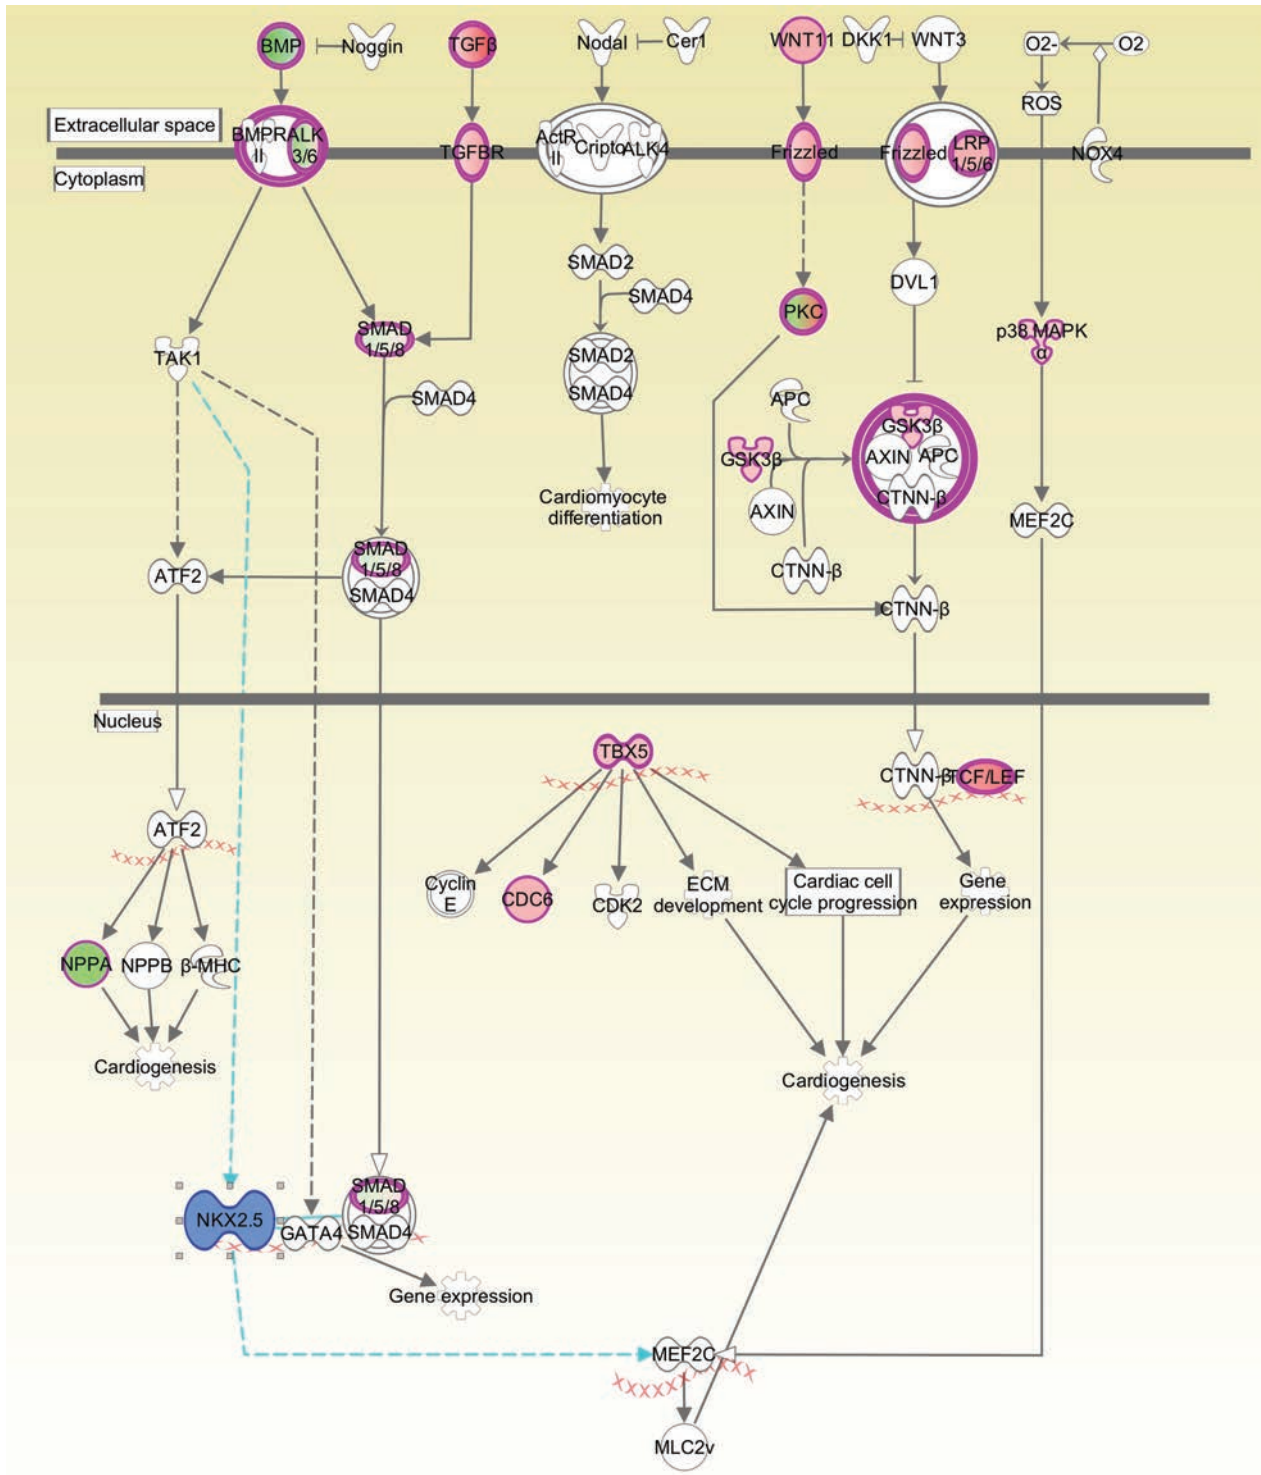 BMP
Noggin
TGFβ
Nodal
Cer1
WNT11
DKK1
WNT3
O2-
O2
ROS
Extracellular space
BMPR
II
ALK
3/6
TGFBR
ActR
II
Cripto
ALK4
Frizzled
Frizzled
LRP
1/5/6
NOX4
Cytoplasm
SMAD2
SMAD4
DVL1
PKC
SMAD
1/5/8
p38 MAPK
α
TAK1
SMAD2
SMAD4
SMAD4
APC
GSK3β
GSK3β
AXIN
APC
CTNN-β
AXIN
Cardiomyocyte
differentiation
MEF2C
SMAD
1/5/8
SMAD4
ATF2
CTNN-β
CTNN-β
Nucleus
TBX5
CTNN-β
TCF/LEF
ATF2
Cyclin
E
CDC6
CDK2
ECM
development
Cardiac cell
cycle progression
Gene
expression
NPPA
NPPB
β-MHC
Cardiogenesis
Cardiogenesis
SMAD
1/5/8
SMAD4
NKX2.5
GATA4
Gene expression
MEF2C
MLC2v